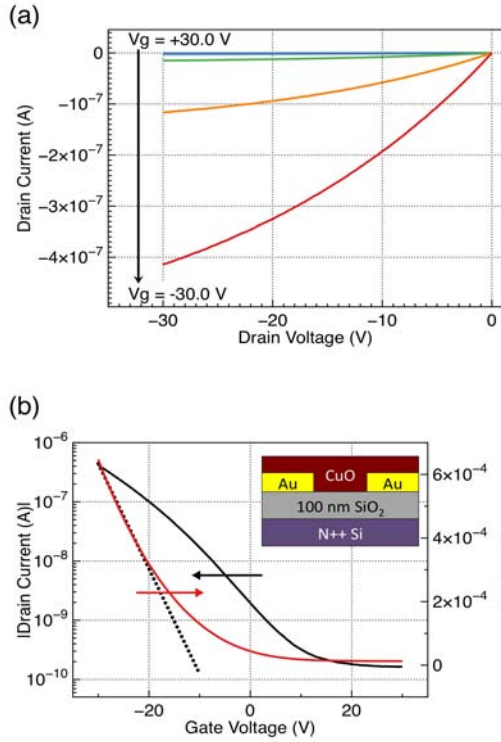 (a)
Vg = +30.0 V
0
−10⁻⁷
−2×10⁻⁷
−3×10⁻⁷
−4×10⁻⁷
Drain Current (A)
Vg = -30.0 V
−30
−20
−10
0
Drain Voltage (V)
(b)
10⁻⁶
10⁻⁷
10⁻⁸
10⁻⁹
10⁻¹⁰
|Drain Current (A)|
Au
CuO
Au
100 nm SiO₂
N++ Si
6×10⁻⁴
4×10⁻⁴
2×10⁻⁴
0
−20
0
20
Gate Voltage (V)